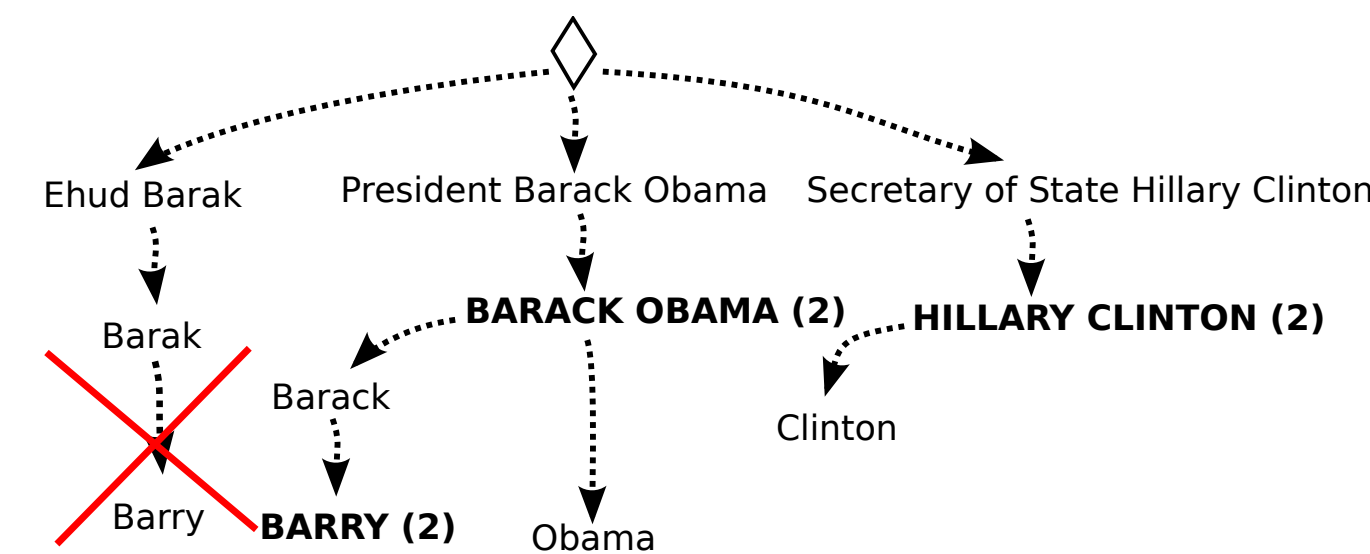 Ehud Barak
President Barack Obama
Secretary of State Hillary Clinton
BARACK OBAMA (2)
HILLARY CLINTON (2)
Barak
Barack
Clinton
Barry
BARRY (2)
Obama